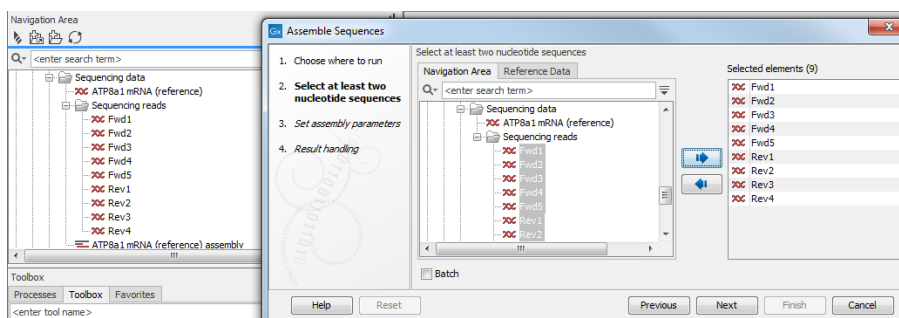 Navigation Area
<enter search term>
Sequencing data
ATP8a1 mRNA (reference)
Sequencing reads
Fwd1
Fwd2
Fwd3
Fwd4
Fwd5
Rev1
Rev2
Rev3
Rev4
ATP8a1 mRNA (reference) assembly
Toolbox
Processes Toolbox Favorites
<enter tool name>
Gx Assemble Sequences
1. Choose where to run
2. Select at least two
nucleotide sequences
3. Set assembly parameters
4. Result handling
Select at least two nucleotide sequences
Navigation Area Reference Data
<enter search term>
Sequencing data
ATP8a1 mRNA (reference)
Sequencing reads
Fwd1
Fwd2
Fwd3
Fwd4
Fwd5
Rev1
Rev2
Batch
Selected elements (9)
Fwd1
Fwd2
Fwd3
Fwd4
Fwd5
Rev1
Rev2
Rev3
Rev4
Help Reset Previous Next Finish Cancel